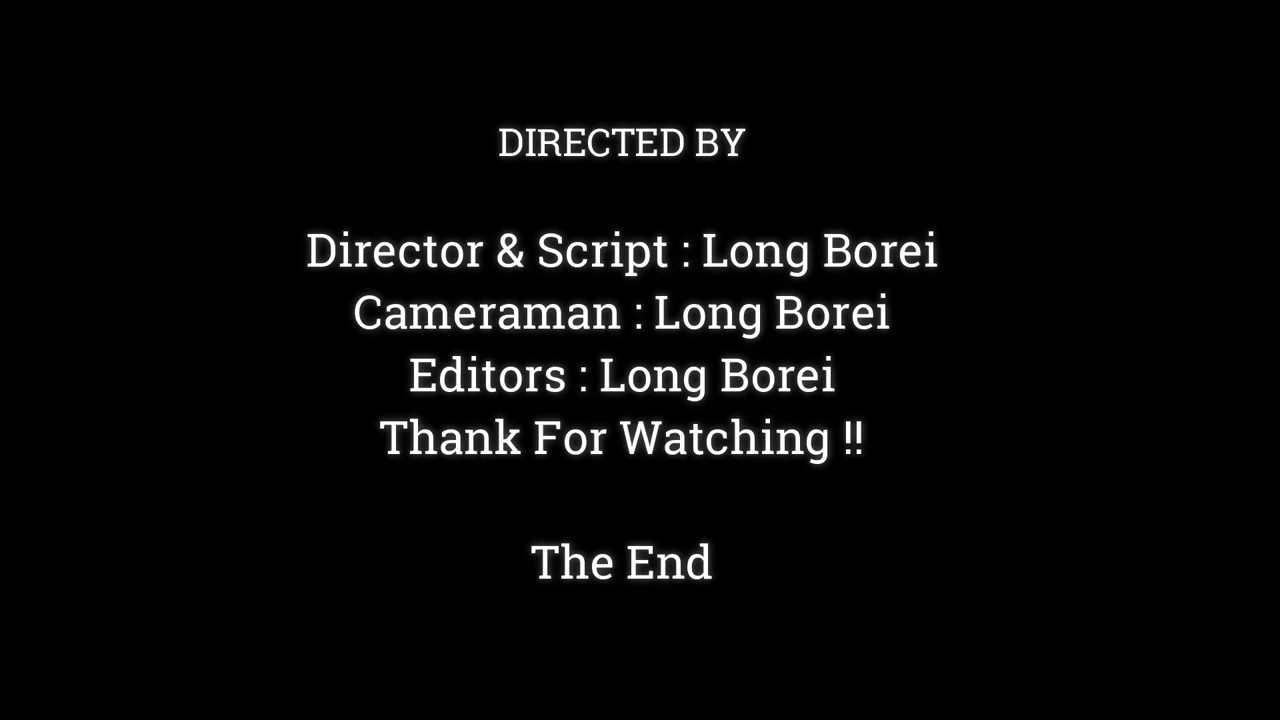 DIRECTED BY
Director & Script : Long Borei
Cameraman : Long Borei
Editors : Long Borei
Thank For Watching !!
The End